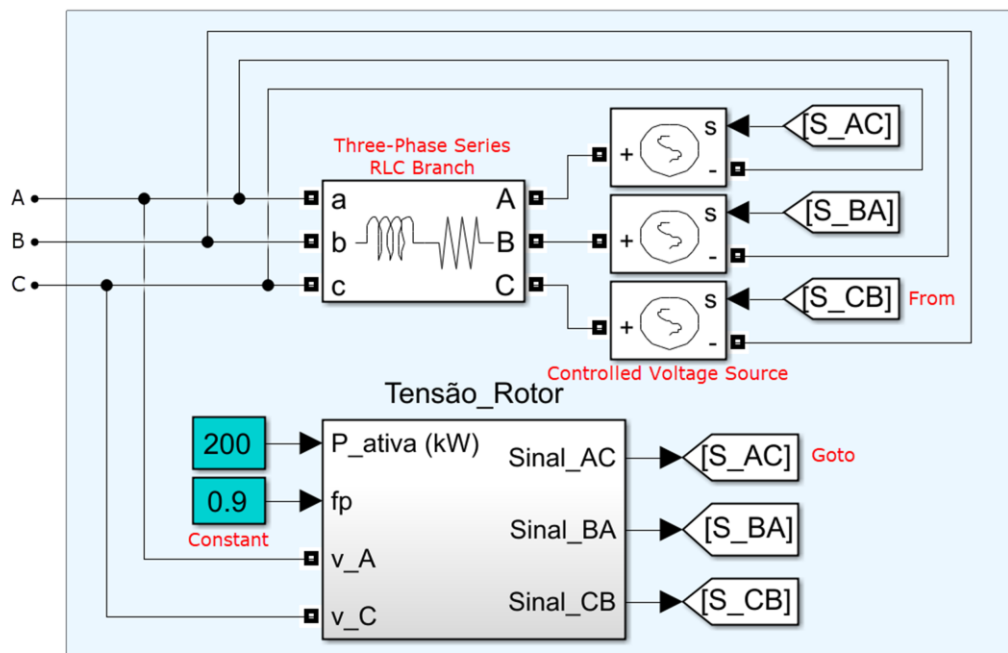 Three-Phase Series
RLC Branch
A
B
C
a
b
c
A
B
C
+
s
-
[S_AC]
+
s
-
[S_BA]
+
s
-
[S_CB]
From
Controlled Voltage Source
Tensão_Rotor
200
0.9
Constant
P_ativa (kW)
fp
v_A
v_C
Sinal_AC
Sinal_BA
Sinal_CB
[S_AC]
Goto
[S_BA]
[S_CB]